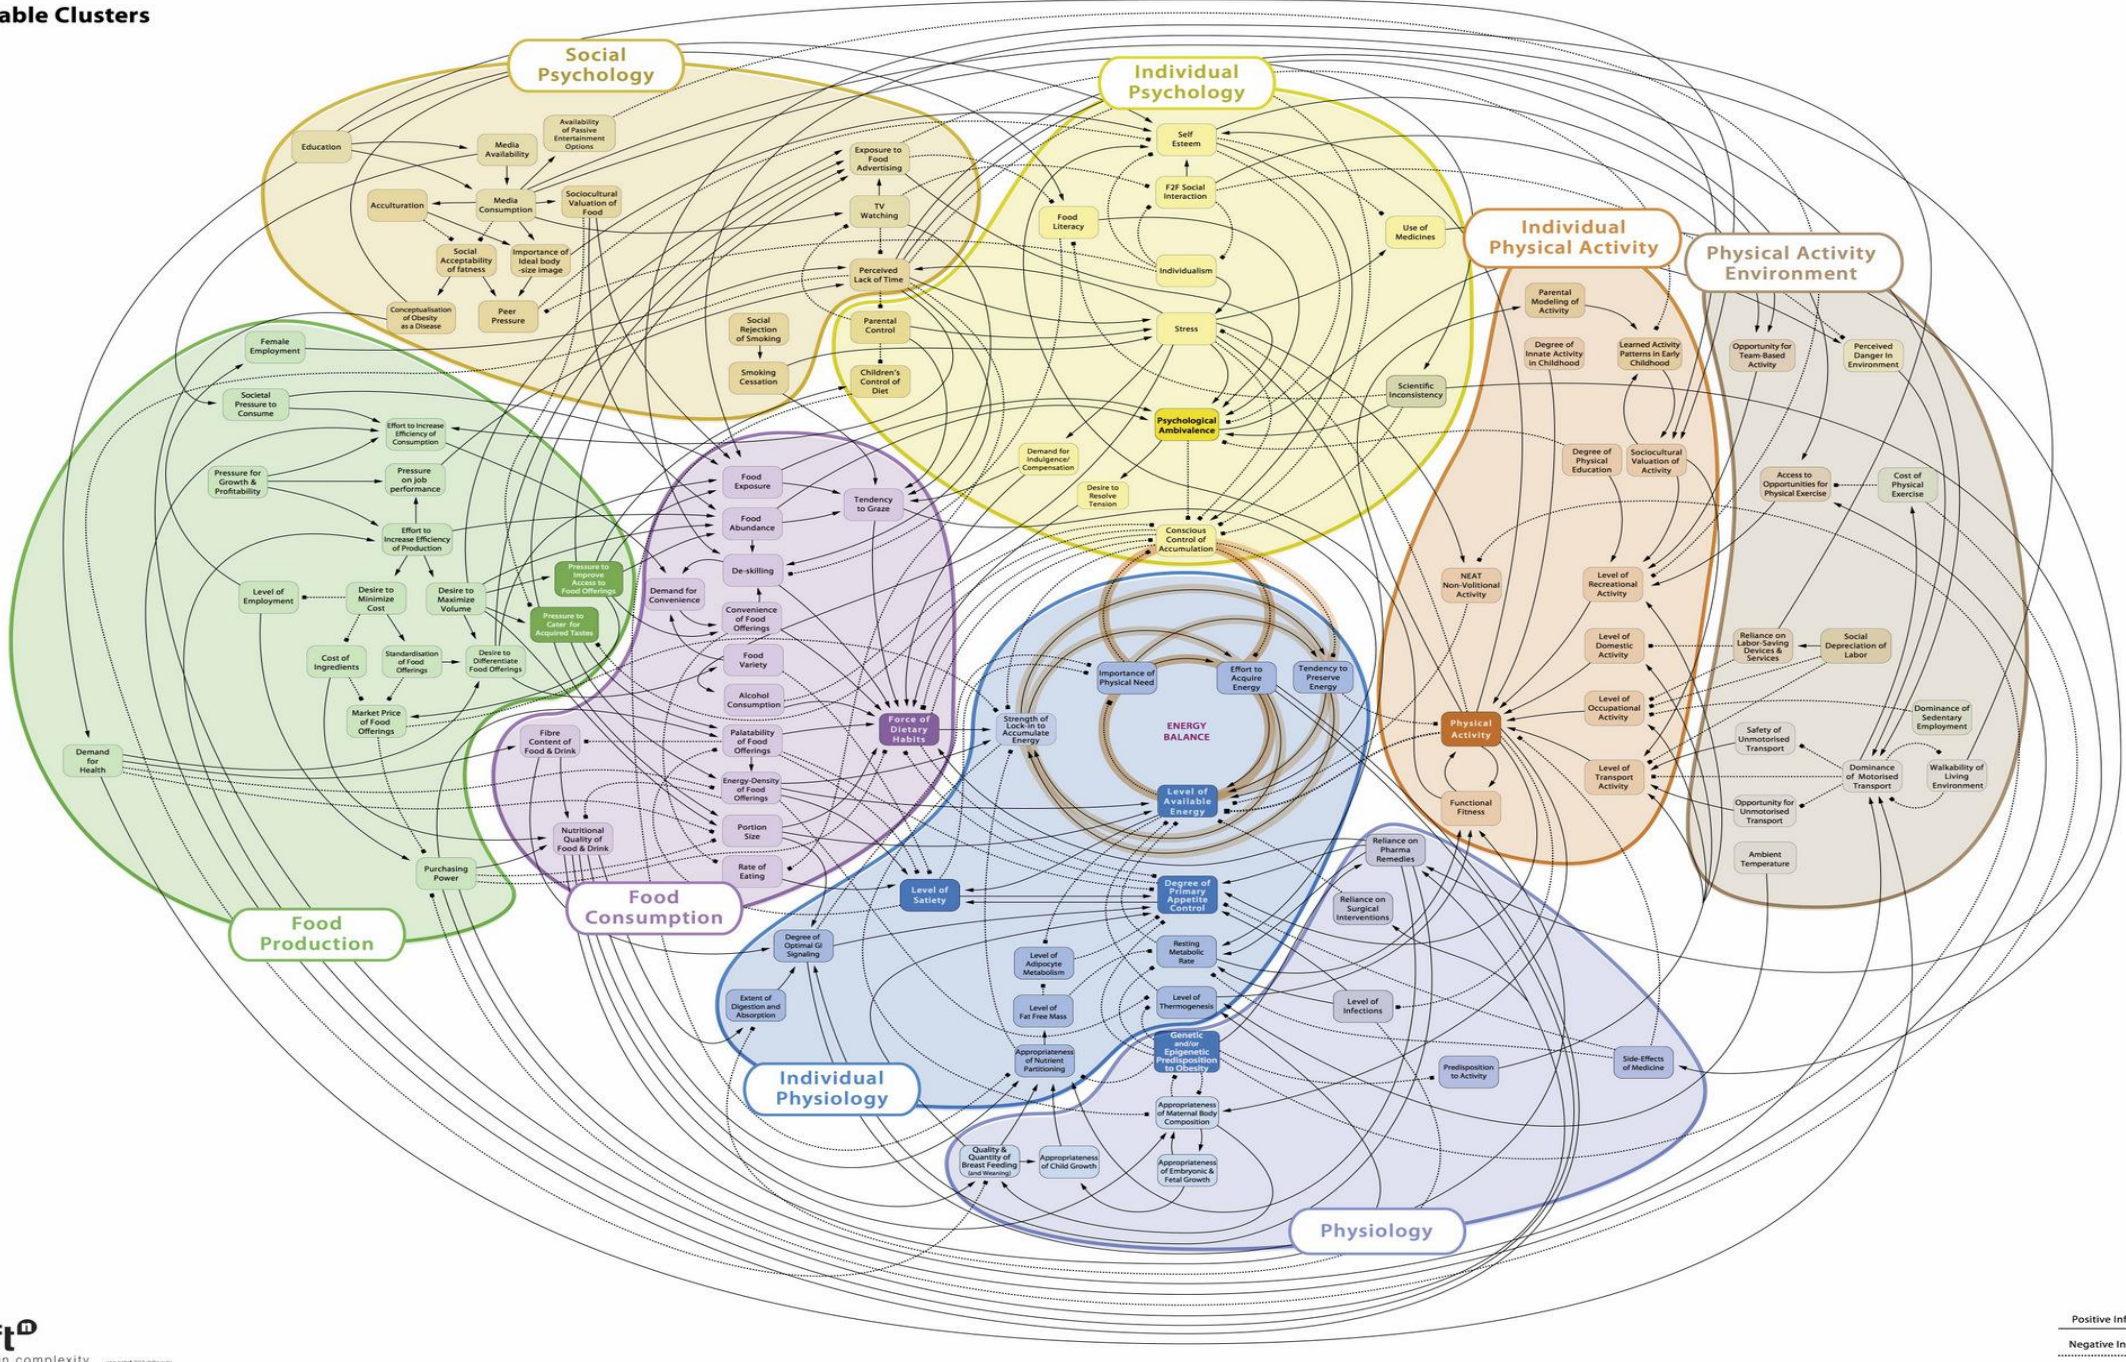 able Clusters
Social
Psychology
Education
Media
Availability
Availability
of Passive
Entertainment
Options
Acculturation
Media
Consumption
Sociocultural
Valuation of
Food
Social
Acceptability
of fatness
Importance of
Ideal body
-size image
Conceptualisation
of Obesity
as a Disease
Peer
Pressure
Exposure to
Food
Advertising
TV
Watching
Perceived
Lack of Time
Social
Rejection
of Smoking
Smoking
Cessation
Parental
Control
Children's
Control of
Diet
Individual
Psychology
Self
Esteem
F2F Social
Interaction
Food
Literacy
Individualism
Use of
Medicines
Stress
Scientific
Inconsistency
Psychological
Ambivalence
Demand for
Indulgence/
Compensation
Desire to
Resolve
Tension
Conscious
Control of
Accumulation
Individual
Physical Activity
Parental
Modeling of
Activity
Degree of
Innate Activity
in Childhood
Learned Activity
Patterns in Early
Childhood
Degree of
Physical
Education
Sociocultural
Valuation of
Activity
NEAT
Non-Volitional
Activity
Level of
Recreational
Activity
Level of
Domestic
Activity
Level of
Occupational
Activity
Level of
Transport
Activity
Physical
Activity
Functional
Fitness
Physical Activity
Environment
Opportunity for
Team-Based
Activity
Perceived
Danger In
Environment
Access to
Opportunities for
Physical Exercise
Cost of
Physical
Exercise
Reliance on
Labor-Saving
Devices &
Services
Social
Depreciation of
Labor
Dominance of
Sedentary
Employment
Safety of
Unmotorised
Transport
Dominance
of Motorised
Transport
Walkability of
Living
Environment
Opportunity for
Unmotorised
Transport
Ambient
Temperature
Female
Employment
Societal
Pressure to
Consume
Effort to Increase
Efficiency of
Consumption
Pressure for
Growth &
Profitability
Pressure
on job
performance
Effort to
Increase Efficiency
of Production
Level of
Employment
Desire to
Minimize
Cost
Desire to
Maximize
Volume
Pressure to
Improve
Access to
Food Offerings
Pressure to
Cater for
Acquired Tastes
Cost of
Ingredients
Standardisation
of Food
Offerings
Desire to
Differentiate
Food Offerings
Market Price
of Food
Offerings
Demand
for
Health
Purchasing
Power
Food
Production
Food
Exposure
Tendency
to Graze
Food
Abundance
De-skilling
Demand for
Convenience
Convenience
of Food
Offerings
Food
Variety
Alcohol
Consumption
Force of
Dietary
Habits
Fibre
Content of
Food & Drink
Palatability
of Food
Offerings
Energy-Density
of Food
Offerings
Nutritional
Quality of
Food & Drink
Portion
Size
Rate of
Eating
Food
Consumption
Importance of
Physical Need
Effort to
Acquire
Energy
Tendency to
Preserve
Energy
Strength of
Lock-in to
Accumulate
Energy
ENERGY
BALANCE
Level of
Available
Energy
Level of
Satiety
Degree of
Primary
Appetite
Control
Degree of
Optimal GI
Signaling
Extent of
Digestion and
Absorption
Level of
Adipocyte
Metabolism
Resting
Metabolic
Rate
Level of
Fat Free Mass
Level of
Thermogenesis
Appropriateness
of Nutrient
Partitioning
Genetic
and/or
Epigenetic
Predisposition
to Obesity
Individual
Physiology
Reliance on
Pharma
Remedies
Reliance on
Surgical
Interventions
Level of
Infections
Predisposition
to Activity
Side-Effects
of Medicine
Appropriateness
of Maternal Body
Composition
Quality &
Quantity of
Breast Feeding
(and Weaning)
Appropriateness
of Child Growth
Appropriateness
of Embryonic &
Fetal Growth
Physiology
in complexity
Positive Inf
Negative In